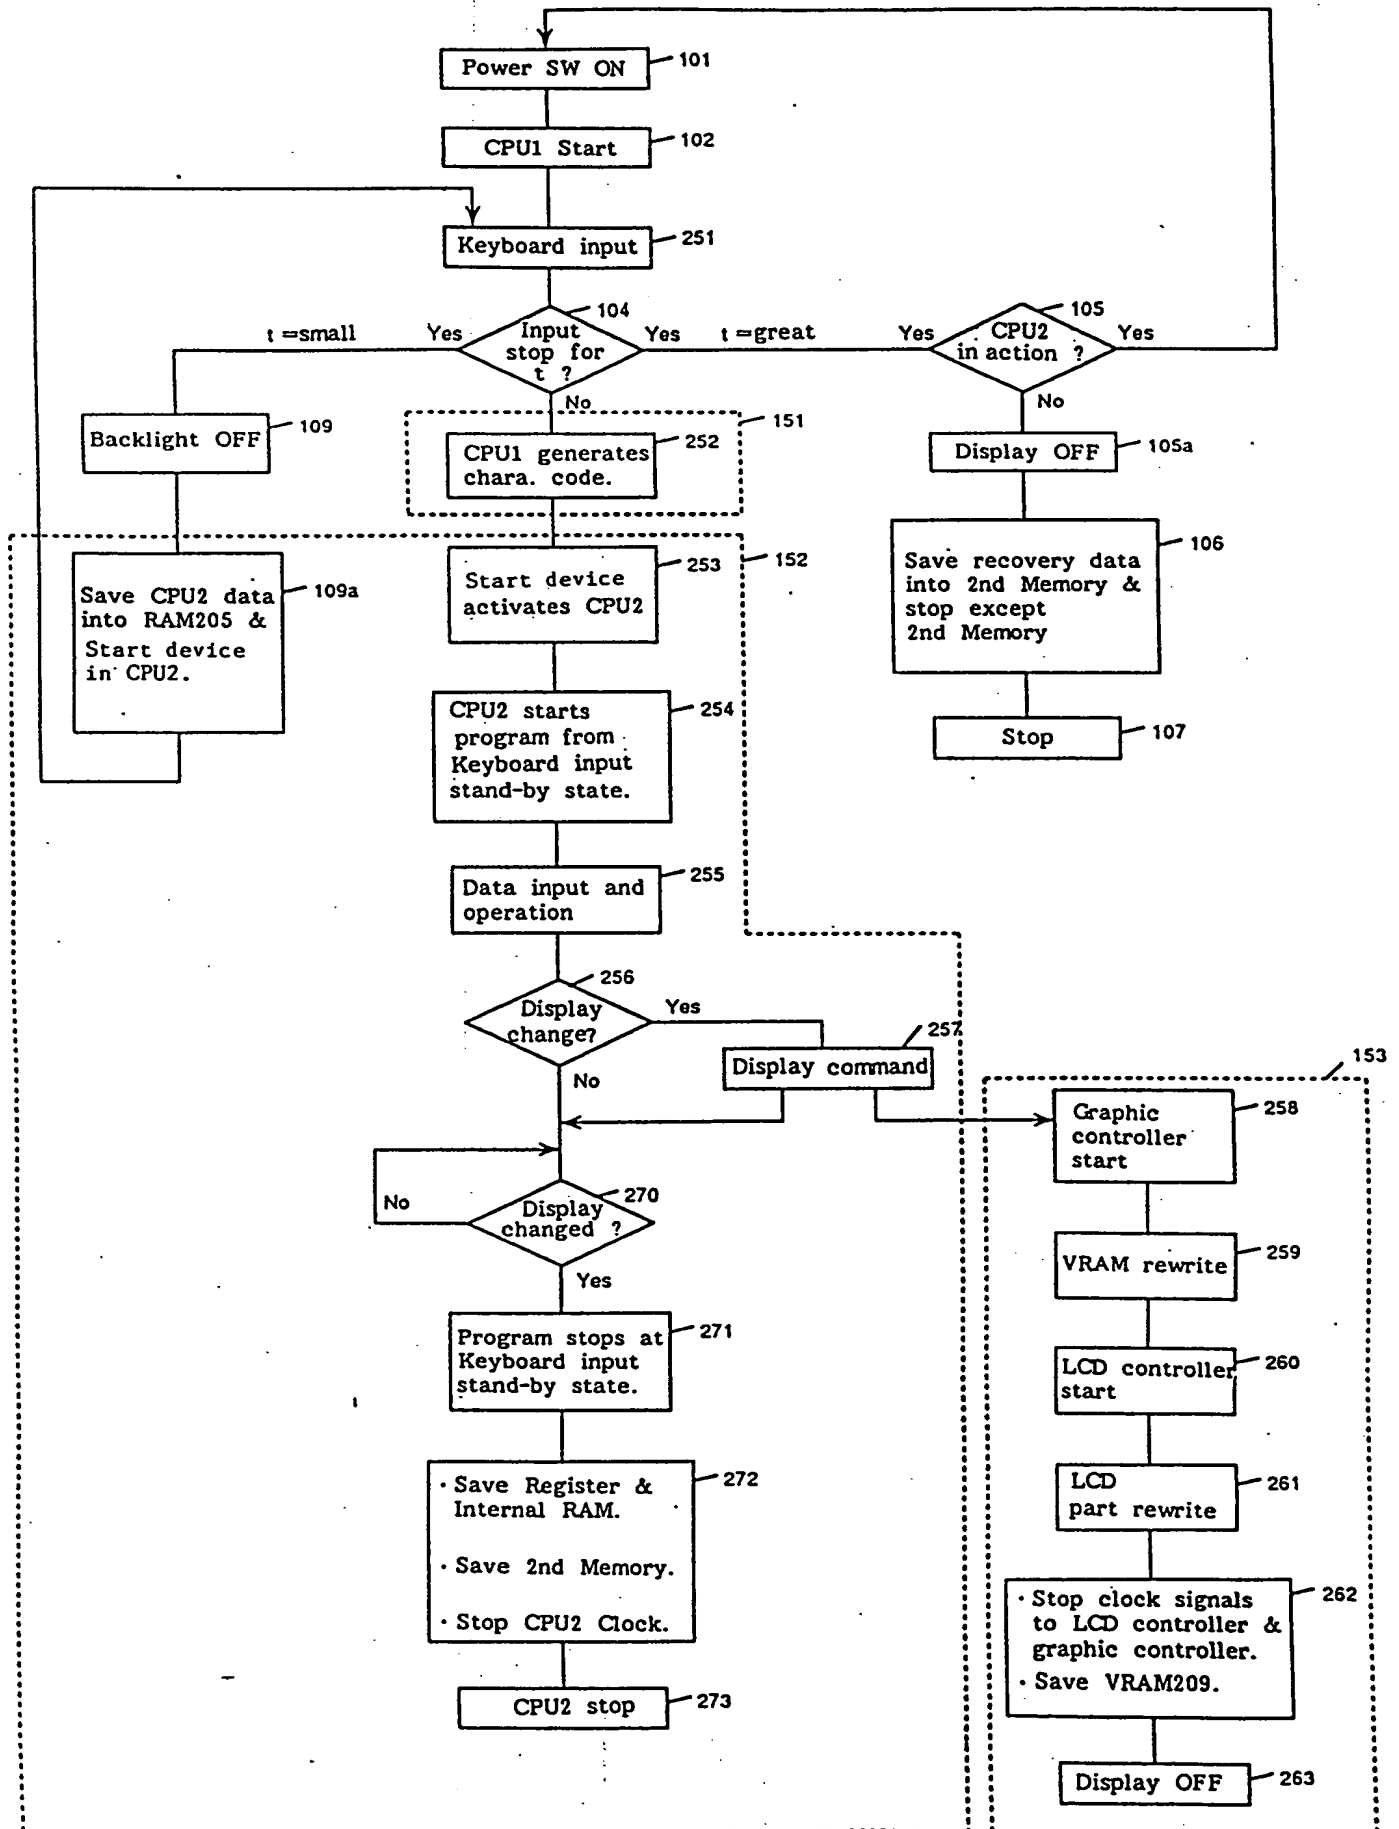 Power SW ON
101
CPU1 Start
102
Keyboard input
251
104
Input
stop for
t ?
t =small
Yes
Yes
t =great
Yes
105
CPU2
in action ?
Yes
No
No
Backlight OFF
109
151
CPU1 generates
chara. code.
252
Display OFF
105a
Save CPU2 data
into RAM205 &
Start device
in CPU2.
109a
Start device
activates CPU2
253
152
Save recovery data
into 2nd Memory &
stop except
2nd Memory
106
CPU2 starts
program from
Keyboard input
stand-by state.
254
Stop
107
Data input and
operation
255
256
Display
change?
Yes
No
257
Display command
153
Graphic
controller
start
258
270
Display
changed ?
No
Yes
VRAM rewrite
259
Program stops at
Keyboard input
stand-by state.
271
LCD controller
start
260
· Save Register &
Internal RAM.
· Save 2nd Memory.
· Stop CPU2 Clock.
272
LCD
part rewrite
261
· Stop clock signals
to LCD controller &
graphic controller.
· Save VRAM209.
262
CPU2 stop
273
Display OFF
263